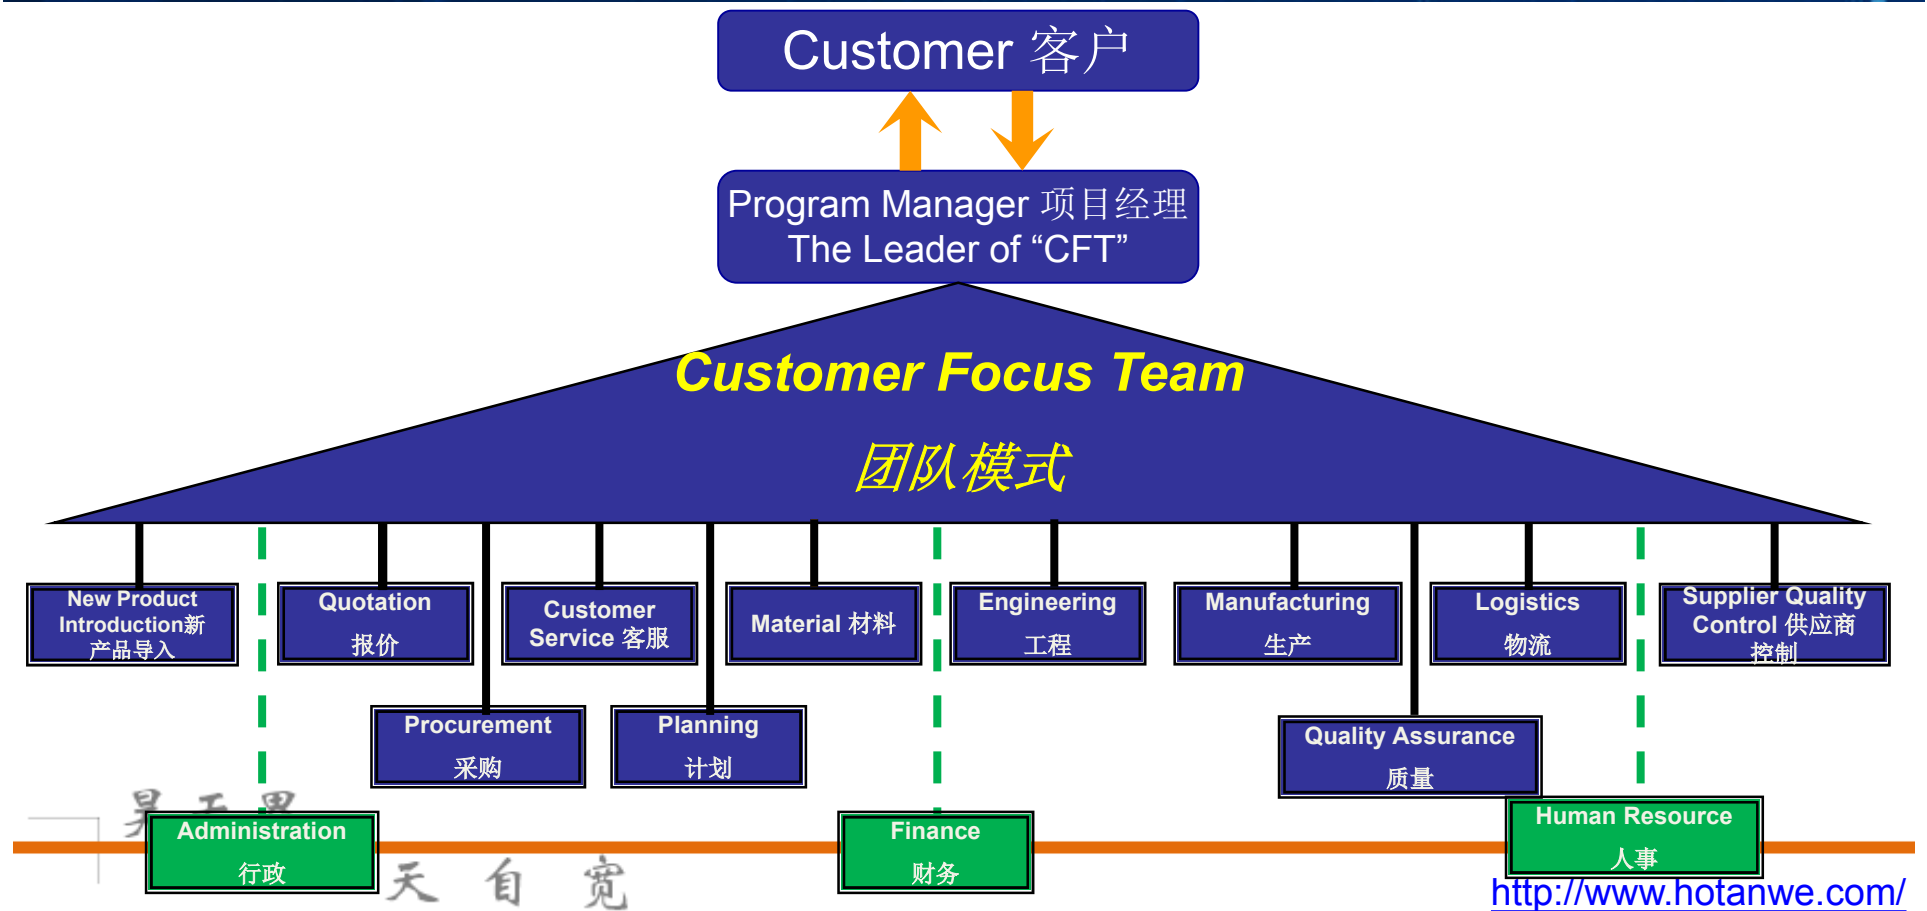 Customer 客户
Program Manager 项目经理
The Leader of “CFT”
Customer Focus Team
团队模式
New Product
Introduction新
产品导入
Quotation
报价
Customer
Service 客服
Material 材料
Engineering
工程
Manufacturing
生产
Logistics
物流
Supplier Quality
Control 供应商
控制
Procurement
采购
Planning
计划
Quality Assurance
质量
Administration
行政
Finance
财务
Human Resource
人事
天自宽
http://www.hotanwe.com/